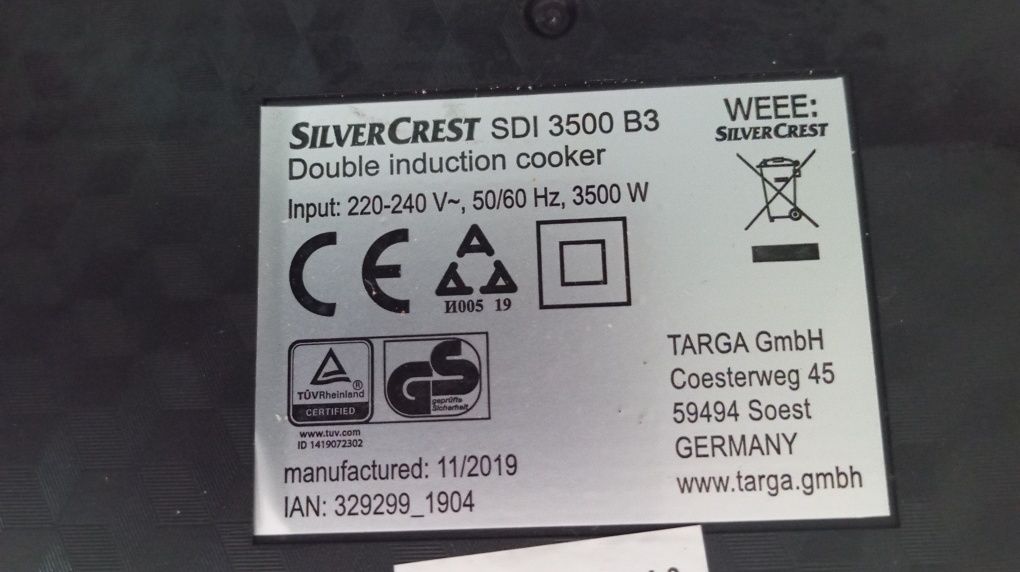 SILVERCREST SDI 3500 B3
Double induction cooker
Input: 220-240 V~, 50/60 Hz, 3500 W
WEEE:
SILVERCREST
CE
И005 19
TÜVRheinland®
CERTIFIED
GS
geprüfte
Sicherheit
www.tuv.com
ID 1419072302
manufactured: 11/2019
IAN: 329299_1904
TARGA GmbH
Coesterweg 45
59494 Soest
GERMANY
www.targa.gmbh